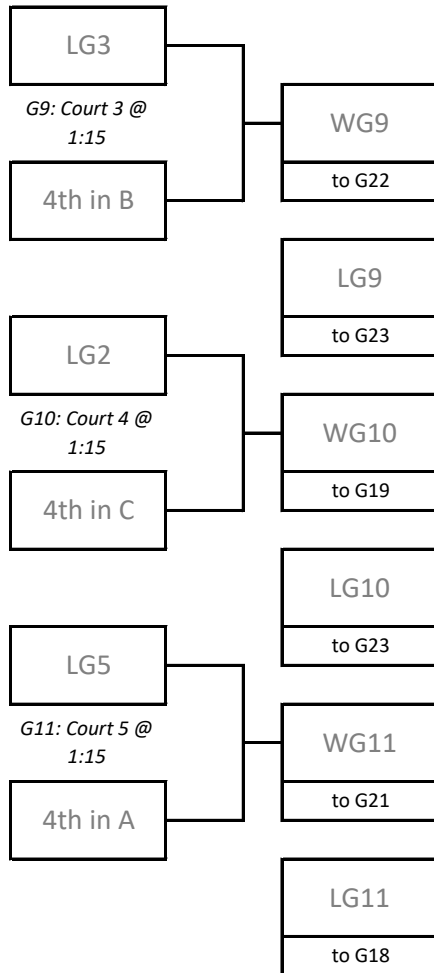 LG3
G9: Court 3 @
1:15
4th in B
WG9
to G22
LG9
to G23
LG2
G10: Court 4 @
1:15
4th in C
WG10
to G19
LG10
to G23
LG5
G11: Court 5 @
1:15
4th in A
WG11
to G21
LG11
to G18